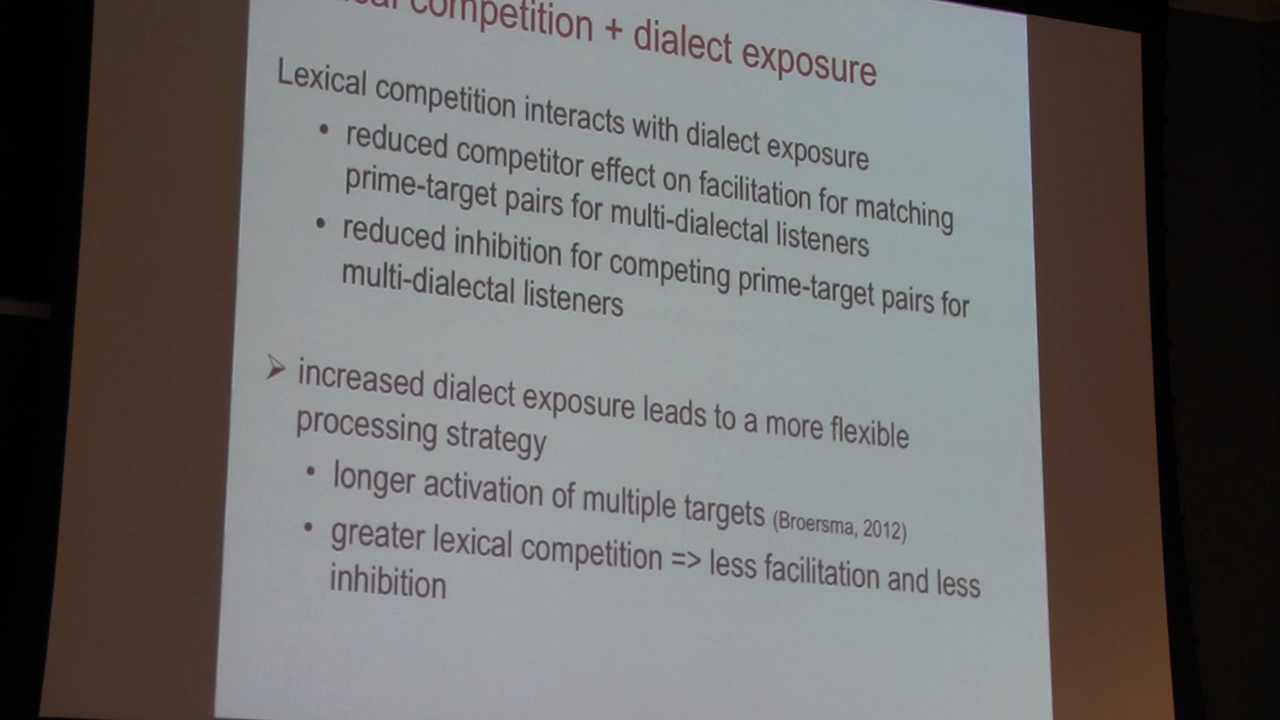 competition + dialect exposure
Lexical competition interacts with dialect exposure
• reduced competitor effect on facilitation for matching
prime-target pairs for multi-dialectal listeners
• reduced inhibition for competing prime-target pairs for
multi-dialectal listeners
➢ increased dialect exposure leads to a more flexible
processing strategy
• longer activation of multiple targets (Broersma, 2012)
• greater lexical competition => less facilitation and less
inhibition